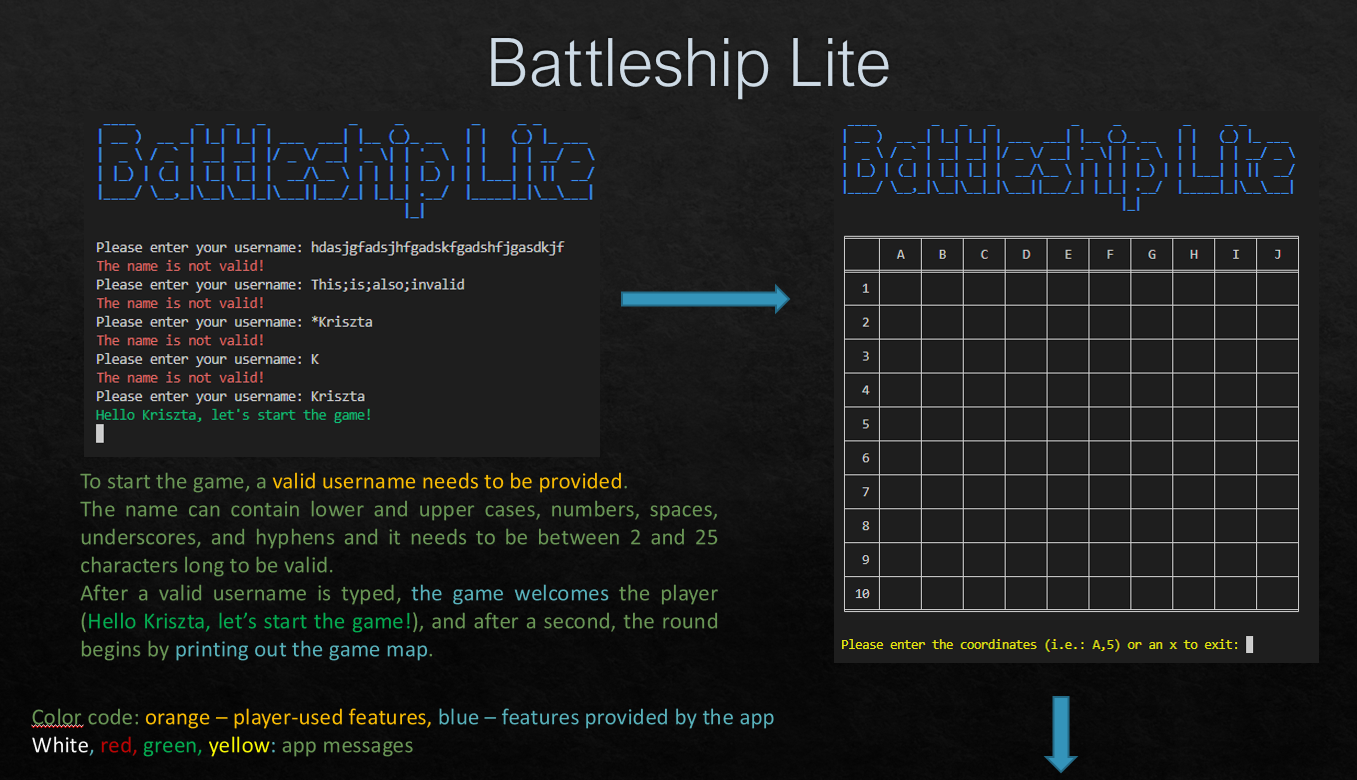 Battleship Lite
Battleship Lite
Please enter your username: hdasjgfadsjhfgadskfgadshfjgasdkjf
The name is not valid!
Please enter your username: This;is;also;invalid
The name is not valid!
Please enter your username: *Kriszta
The name is not valid!
Please enter your username: K
The name is not valid!
Please enter your username: Kriszta
Hello Kriszta, let's start the game!
To start the game, a valid username needs to be provided.
The name can contain lower and upper cases, numbers, spaces,
underscores, and hyphens and it needs to be between 2 and 25
characters long to be valid.
After a valid username is typed, the game welcomes the player
(Hello Kriszta, let’s start the game!), and after a second, the round
begins by printing out the game map.
Battleship Lite
A B C D E F G H I J
1
2
3
4
5
6
7
8
9
10
Please enter the coordinates (i.e.: A,5) or an x to exit:
Color code: orange – player-used features, blue – features provided by the app
White, red, green, yellow: app messages